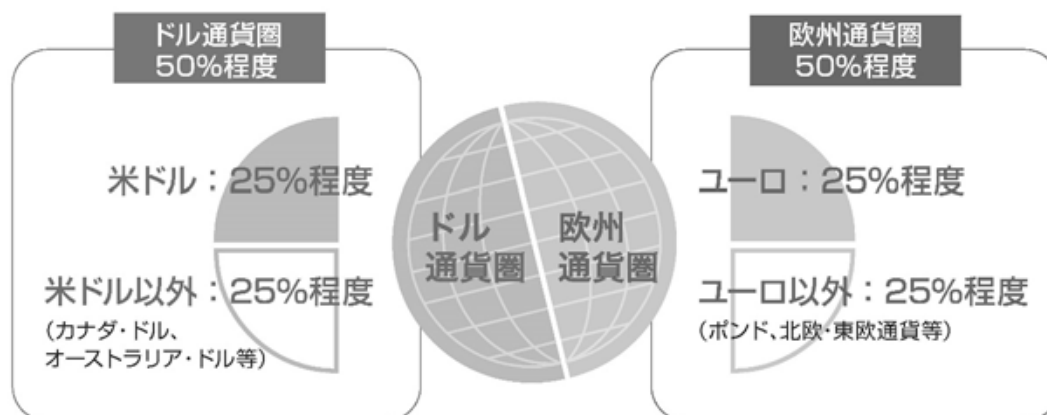 ドル通貨圏
50%程度
米ドル：25%程度
米ドル以外：25%程度
（カナダ・ドル、
オーストラリア・ドル等）
ドル
通貨圏
欧州
通貨圏
欧州通貨圏
50%程度
ユーロ：25%程度
ユーロ以外：25%程度
（ポンド、北欧・東欧通貨等）